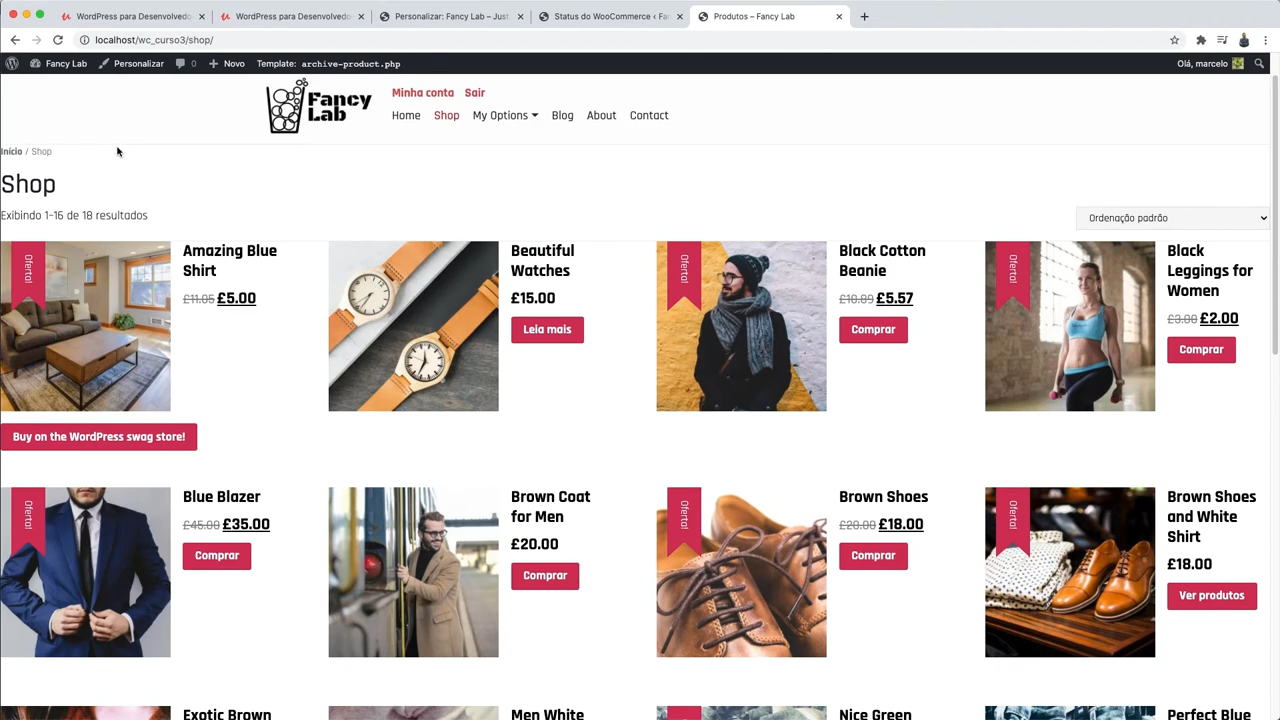 WordPress para Desenvolvedo
WordPress para Desenvolvedo
Personalizar: Fancy Lab – Just
Status do WooCommerce ‹ Fan
Produtos – Fancy Lab
localhost/wc_curso3/shop/
Fancy Lab
Personalizar
0
Novo
Template: archive-product.php
Olá, marcelo
Fancy Lab
Minha conta Sair
Home Shop My Options Blog About Contact
Início / Shop
Shop
Exibindo 1–16 de 18 resultados
Ordenação padrão
Oferta!
Amazing Blue
Shirt
£11.05 £5.00
Buy on the WordPress swag store!
Beautiful
Watches
£15.00
Leia mais
Oferta!
Black Cotton
Beanie
£10.09 £5.57
Comprar
Oferta!
Black
Leggings for
Women
£3.00 £2.00
Comprar
Oferta!
Blue Blazer
£45.00 £35.00
Comprar
Brown Coat
for Men
£20.00
Comprar
Oferta!
Brown Shoes
£20.00 £18.00
Comprar
Oferta!
Brown Shoes
and White
Shirt
£18.00
Ver produtos
Exotic Brown
Men White
Nice Green
Perfect Blue